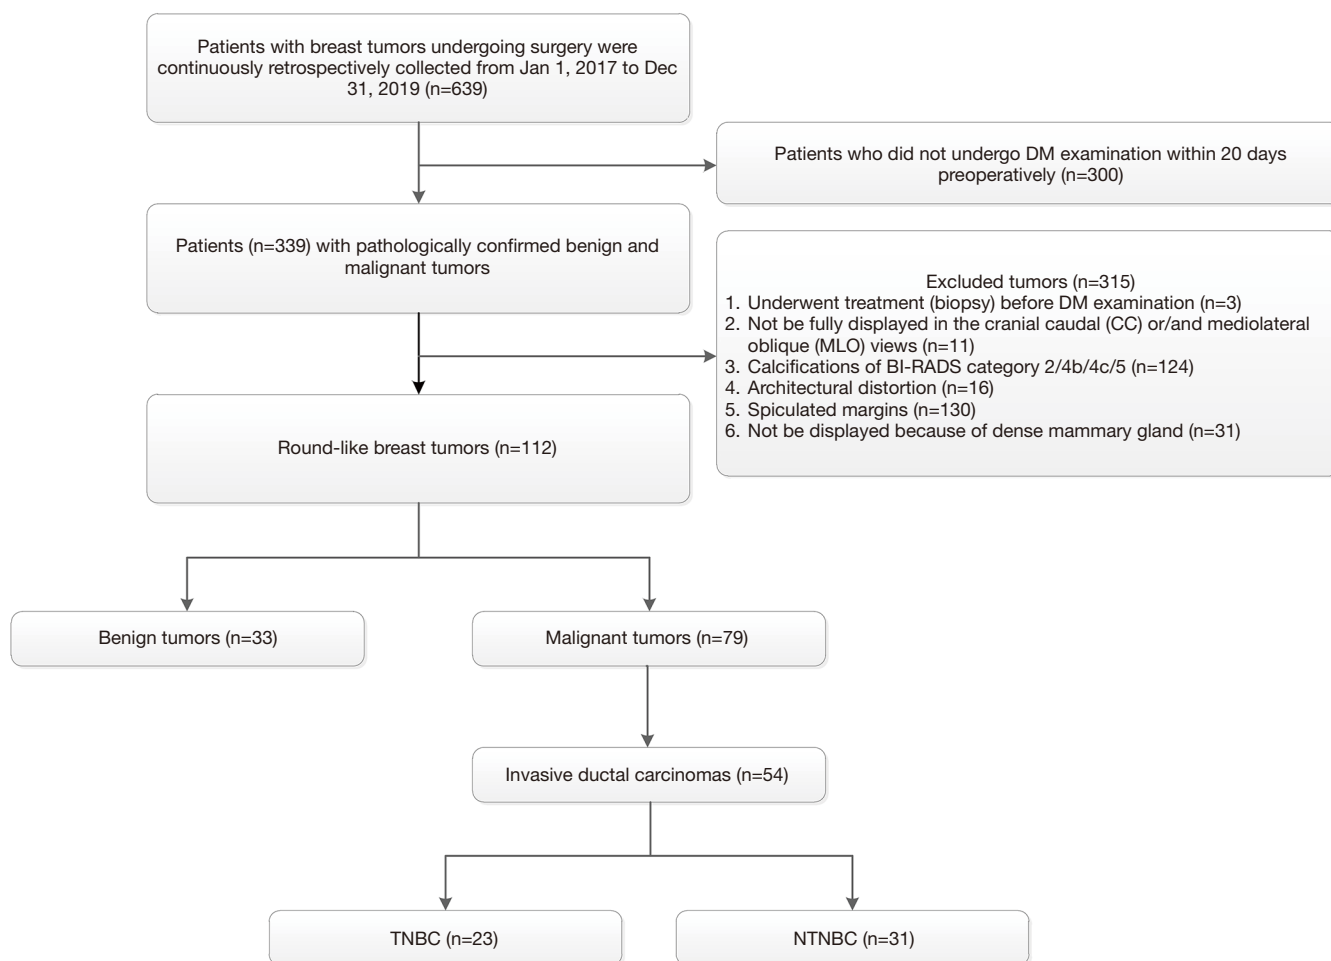 Patients with breast tumors undergoing surgery were
continuously retrospectively collected from Jan 1, 2017 to Dec
31, 2019 (n=639)
Patients who did not undergo DM examination within 20 days
preoperatively (n=300)
Patients (n=339) with pathologically confirmed benign and
malignant tumors
Excluded tumors (n=315)
1. Underwent treatment (biopsy) before DM examination (n=3)
2. Not be fully displayed in the cranial caudal (CC) or/and mediolateral
oblique (MLO) views (n=11)
3. Calcifications of BI-RADS category 2/4b/4c/5 (n=124)
4. Architectural distortion (n=16)
5. Spiculated margins (n=130)
6. Not be displayed because of dense mammary gland (n=31)
Round-like breast tumors (n=112)
Benign tumors (n=33)
Malignant tumors (n=79)
Invasive ductal carcinomas (n=54)
TNBC (n=23)
NTNBC (n=31)